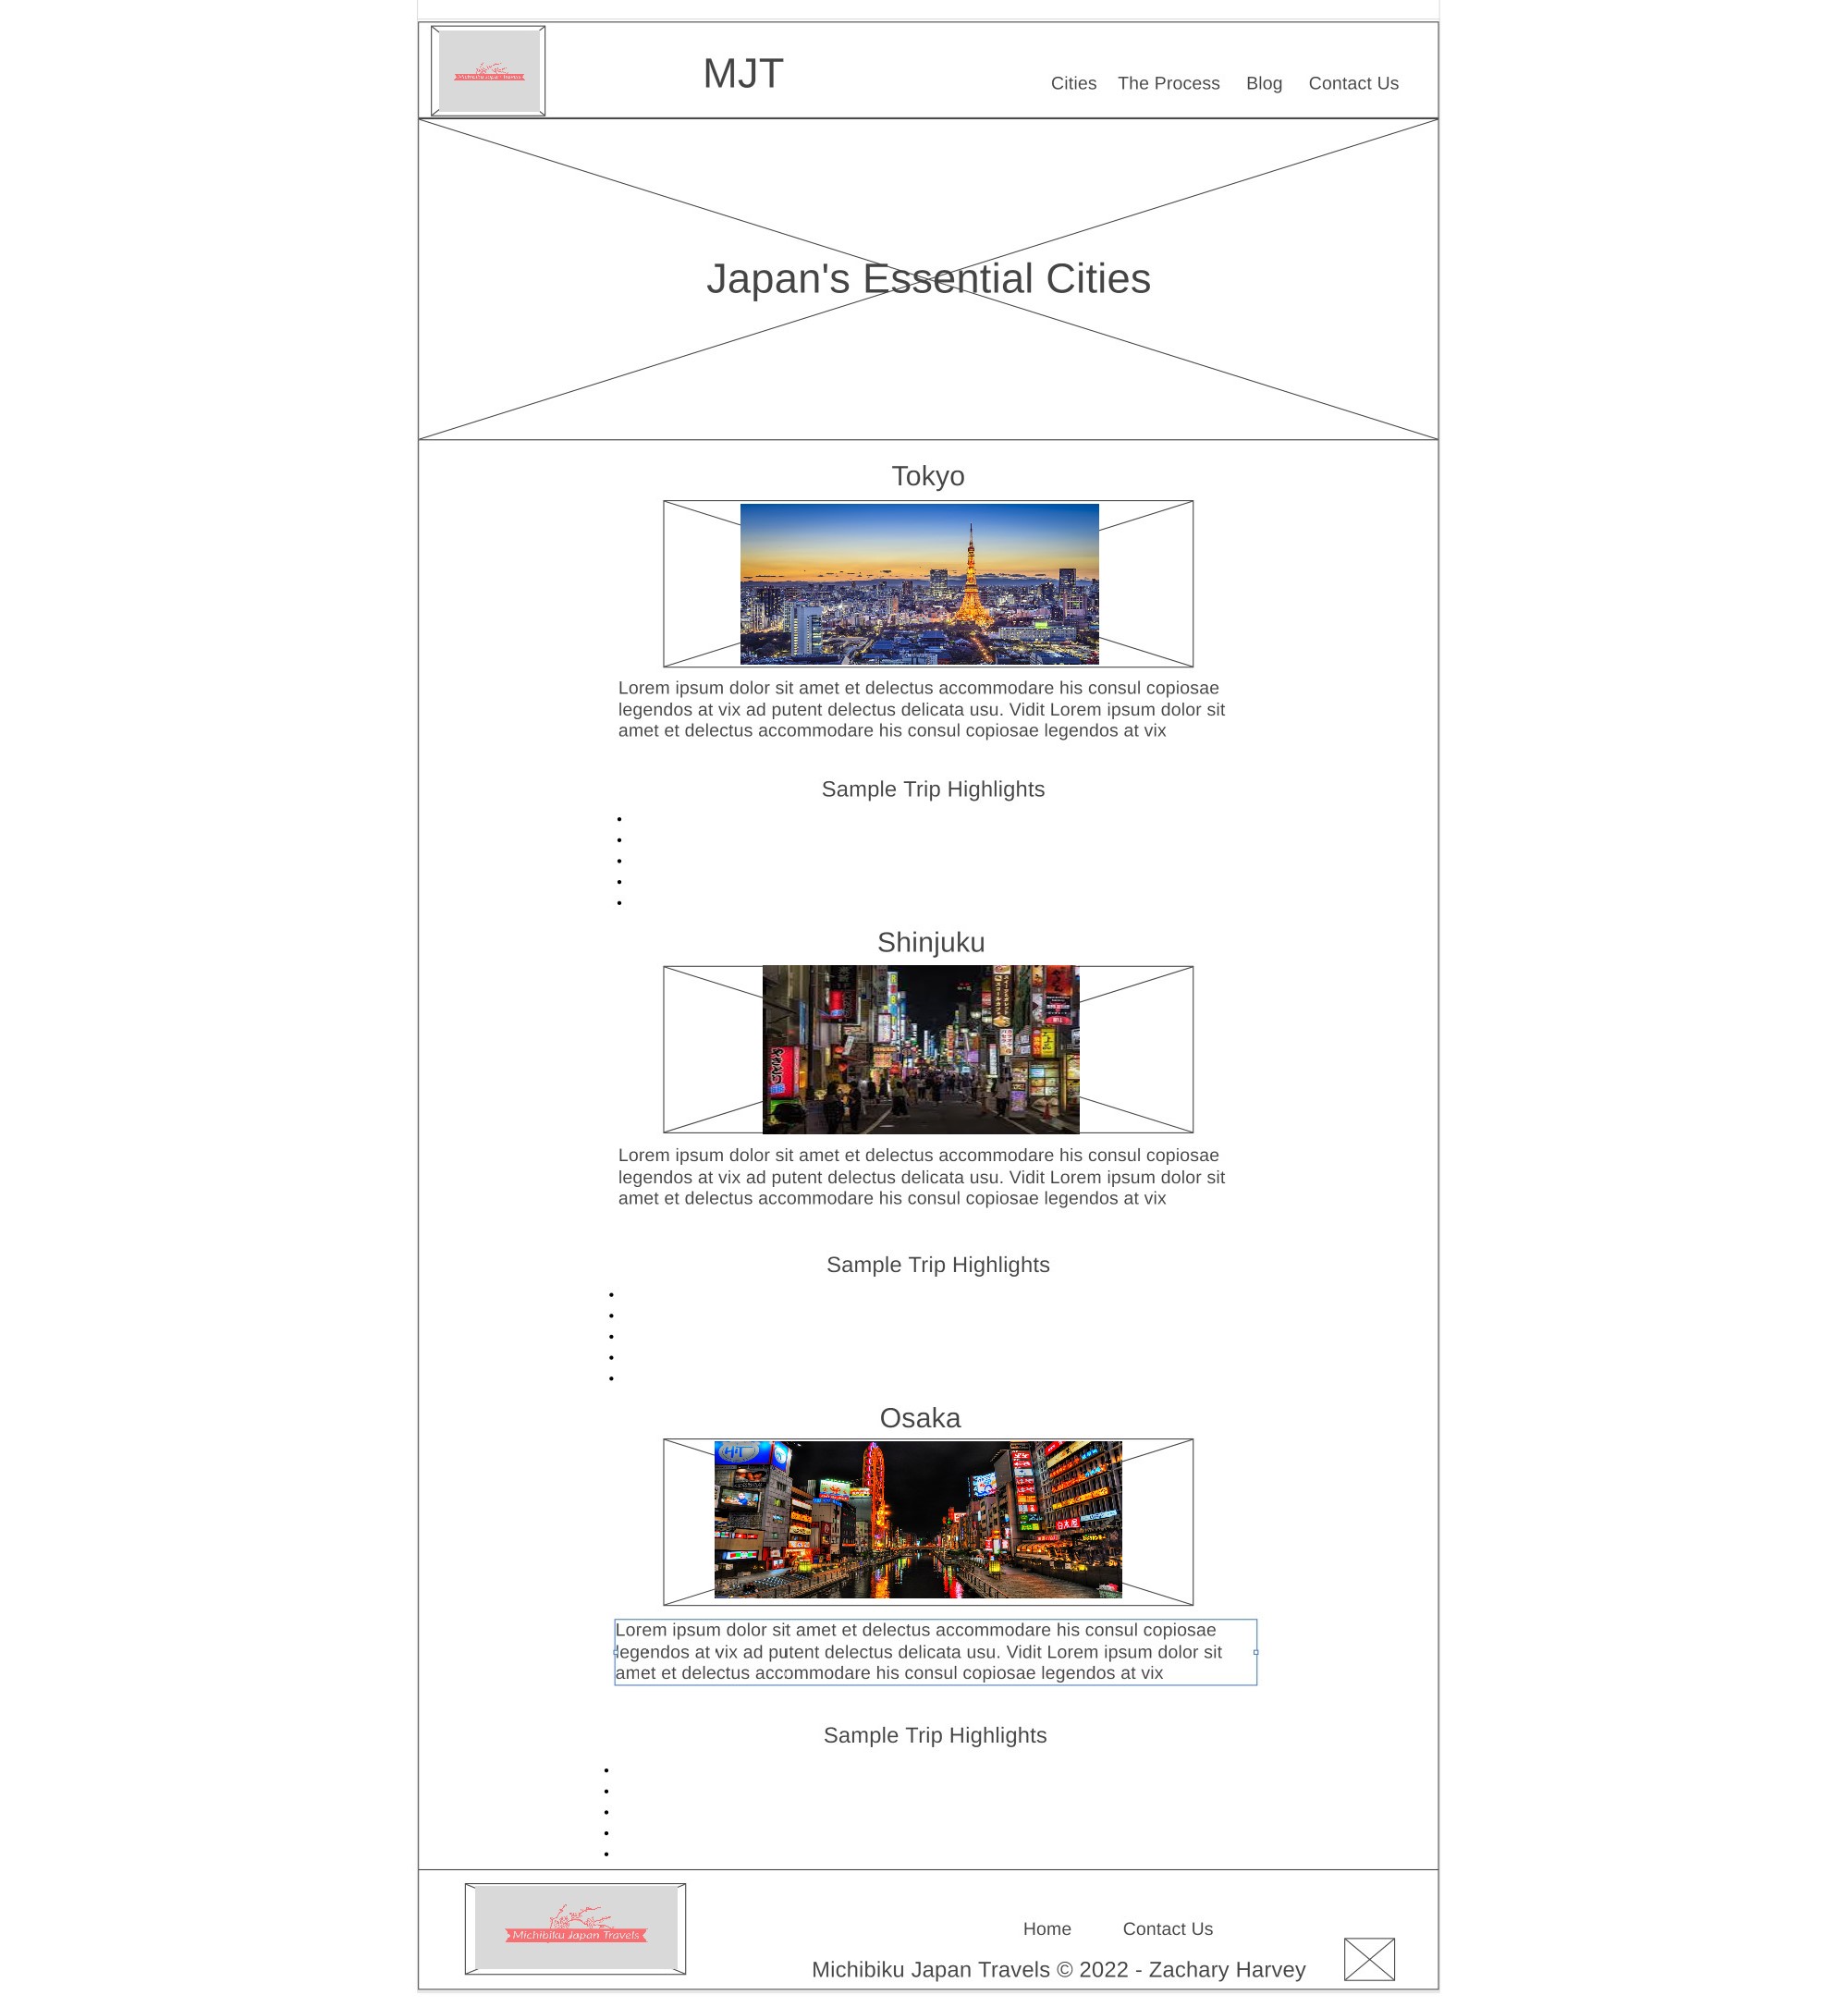 MJT
Cities The Process Blog Contact Us
Japan's Essential Cities
Tokyo
Lorem ipsum dolor sit amet et delectus accommodare his consul copiosae
legendos at vix ad putent delectus delicata usu. Vidit Lorem ipsum dolor sit
amet et delectus accommodare his consul copiosae legendos at vix
Sample Trip Highlights
Shinjuku
Lorem ipsum dolor sit amet et delectus accommodare his consul copiosae
legendos at vix ad putent delectus delicata usu. Vidit Lorem ipsum dolor sit
amet et delectus accommodare his consul copiosae legendos at vix
Sample Trip Highlights
Osaka
HiT
Lorem ipsum dolor sit amet et delectus accommodare his consul copiosae
legendos at vix ad putent delectus delicata usu. Vidit Lorem ipsum dolor sit
amet et delectus accommodare his consul copiosae legendos at vix
Sample Trip Highlights
Michibiku Japan Travels
Home Contact Us
Michibiku Japan Travels © 2022 - Zachary Harvey